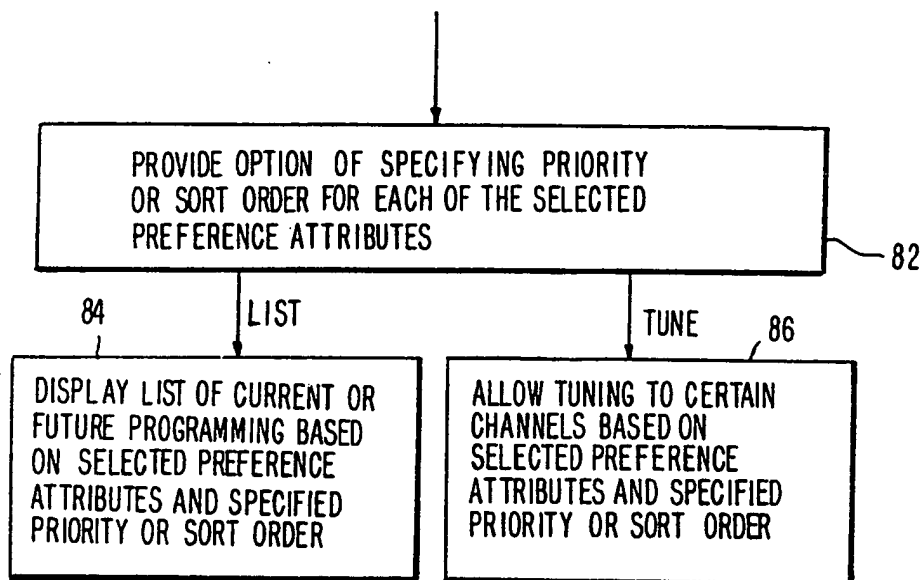 PROVIDE OPTION OF SPECIFYING PRIORITY
OR SORT ORDER FOR EACH OF THE SELECTED
PREFERENCE ATTRIBUTES
82
LIST
TUNE
84
86
DISPLAY LIST OF CURRENT OR
FUTURE PROGRAMMING BASED
ON SELECTED PREFERENCE
ATTRIBUTES AND SPECIFIED
PRIORITY OR SORT ORDER
ALLOW TUNING TO CERTAIN
CHANNELS BASED ON
SELECTED PREFERENCE
ATTRIBUTES AND SPECIFIED
PRIORITY OR SORT ORDER